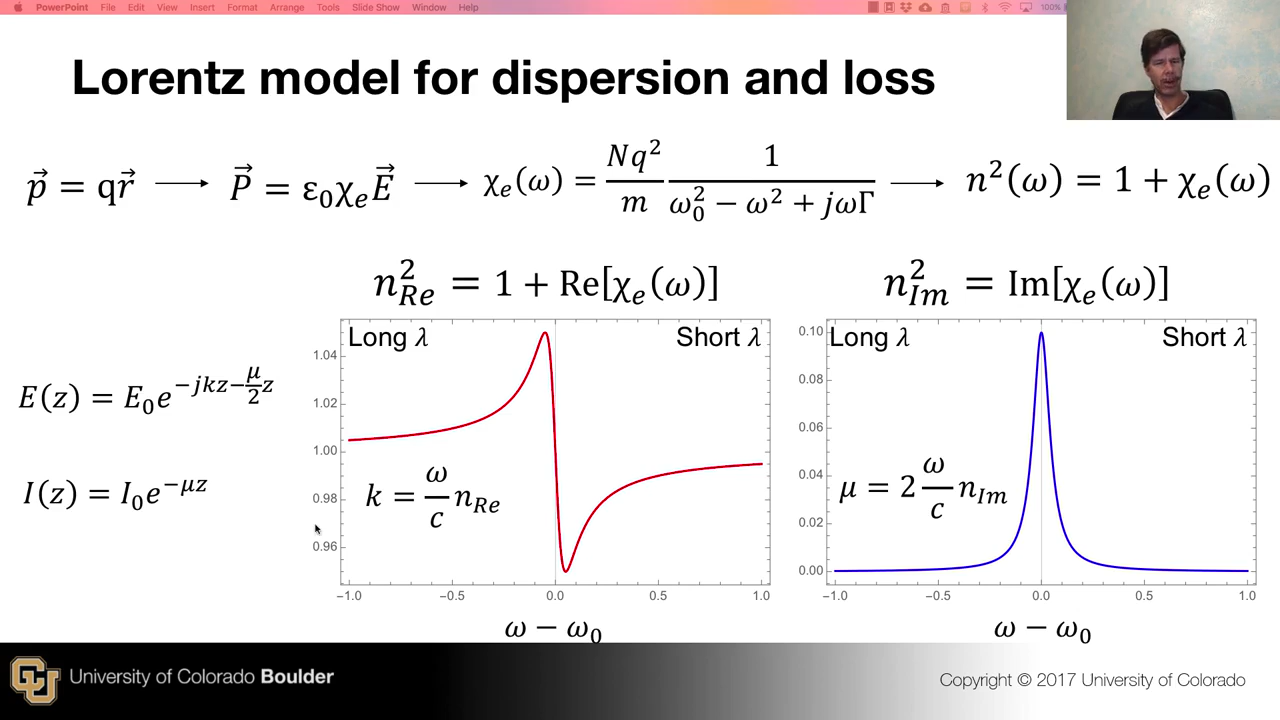 PowerPoint File Edit View Insert Format Arrange Tools Slide Show Window Help 100%
Lorentz model for dispersion and loss
p⃗ = qr⃗ ⟶ P⃗ = ε₀χₑE⃗ ⟶ χₑ(ω) = Nq²/m 1/(ω₀² − ω² + jωΓ) ⟶ n²(ω) = 1 + χₑ(ω)
n²_Re = 1 + Re[χₑ(ω)]
n²_Im = Im[χₑ(ω)]
E(z) = E₀e^(−jkz−(μ/2)z)
I(z) = I₀e^(−μz)
Long λ Short λ
1.04
1.02
1.00
0.98
0.96
k = ω/c n_Re
−1.0 −0.5 0.0 0.5 1.0
ω − ω₀
Long λ Short λ
0.10
0.08
0.06
0.04
0.02
0.00
μ = 2 ω/c n_Im
−1.0 −0.5 0.0 0.5 1.0
ω − ω₀
CU University of Colorado Boulder
Copyright © 2017 University of Colorado